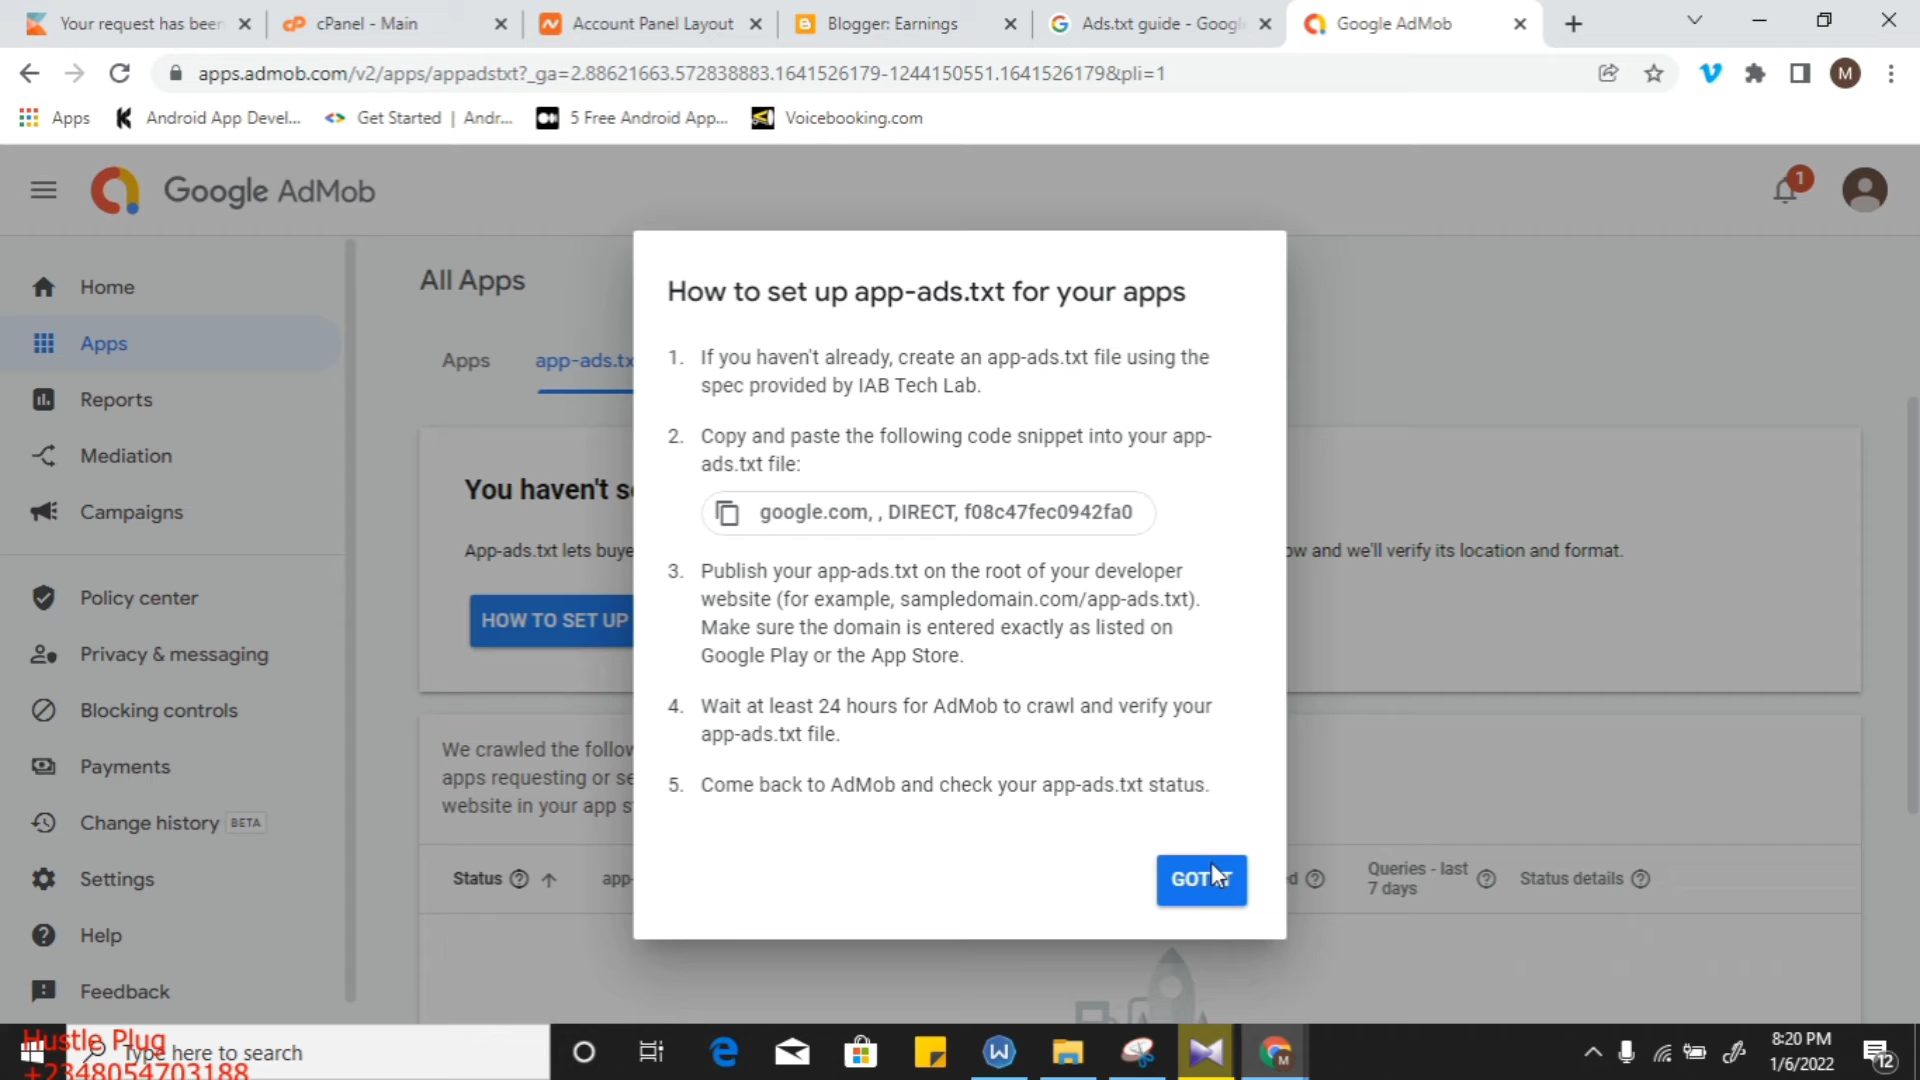 Your request has been
cPanel - Main
Account Panel Layout
Blogger: Earnings
Ads.txt guide - Google
Google AdMob
apps.admob.com/v2/apps/appadstxt?_ga=2.88621663.572838883.1641526179-1244150551.1641526179&pli=1
M
Apps
Android App Devel...
Get Started | Andr...
5 Free Android App...
Voicebooking.com
Google AdMob
1
Home
Apps
Reports
Mediation
Campaigns
Policy center
Privacy & messaging
Blocking controls
Payments
Change history BETA
Settings
Help
Feedback
All Apps
Apps
app-ads.tx
You haven't s
App-ads.txt lets buye
ow and we'll verify its location and format.
HOW TO SET UP
We crawled the follow
apps requesting or se
website in your app s
Status
app-
d
Queries - last
7 days
Status details
How to set up app-ads.txt for your apps
1. If you haven't already, create an app-ads.txt file using the
spec provided by IAB Tech Lab.
2. Copy and paste the following code snippet into your app-
ads.txt file:
google.com, , DIRECT, f08c47fec0942fa0
3. Publish your app-ads.txt on the root of your developer
website (for example, sampledomain.com/app-ads.txt).
Make sure the domain is entered exactly as listed on
Google Play or the App Store.
4. Wait at least 24 hours for AdMob to crawl and verify your
app-ads.txt file.
5. Come back to AdMob and check your app-ads.txt status.
GOT IT
Hustle Plug
+2348054703188
Type here to search
8:20 PM
1/6/2022
12